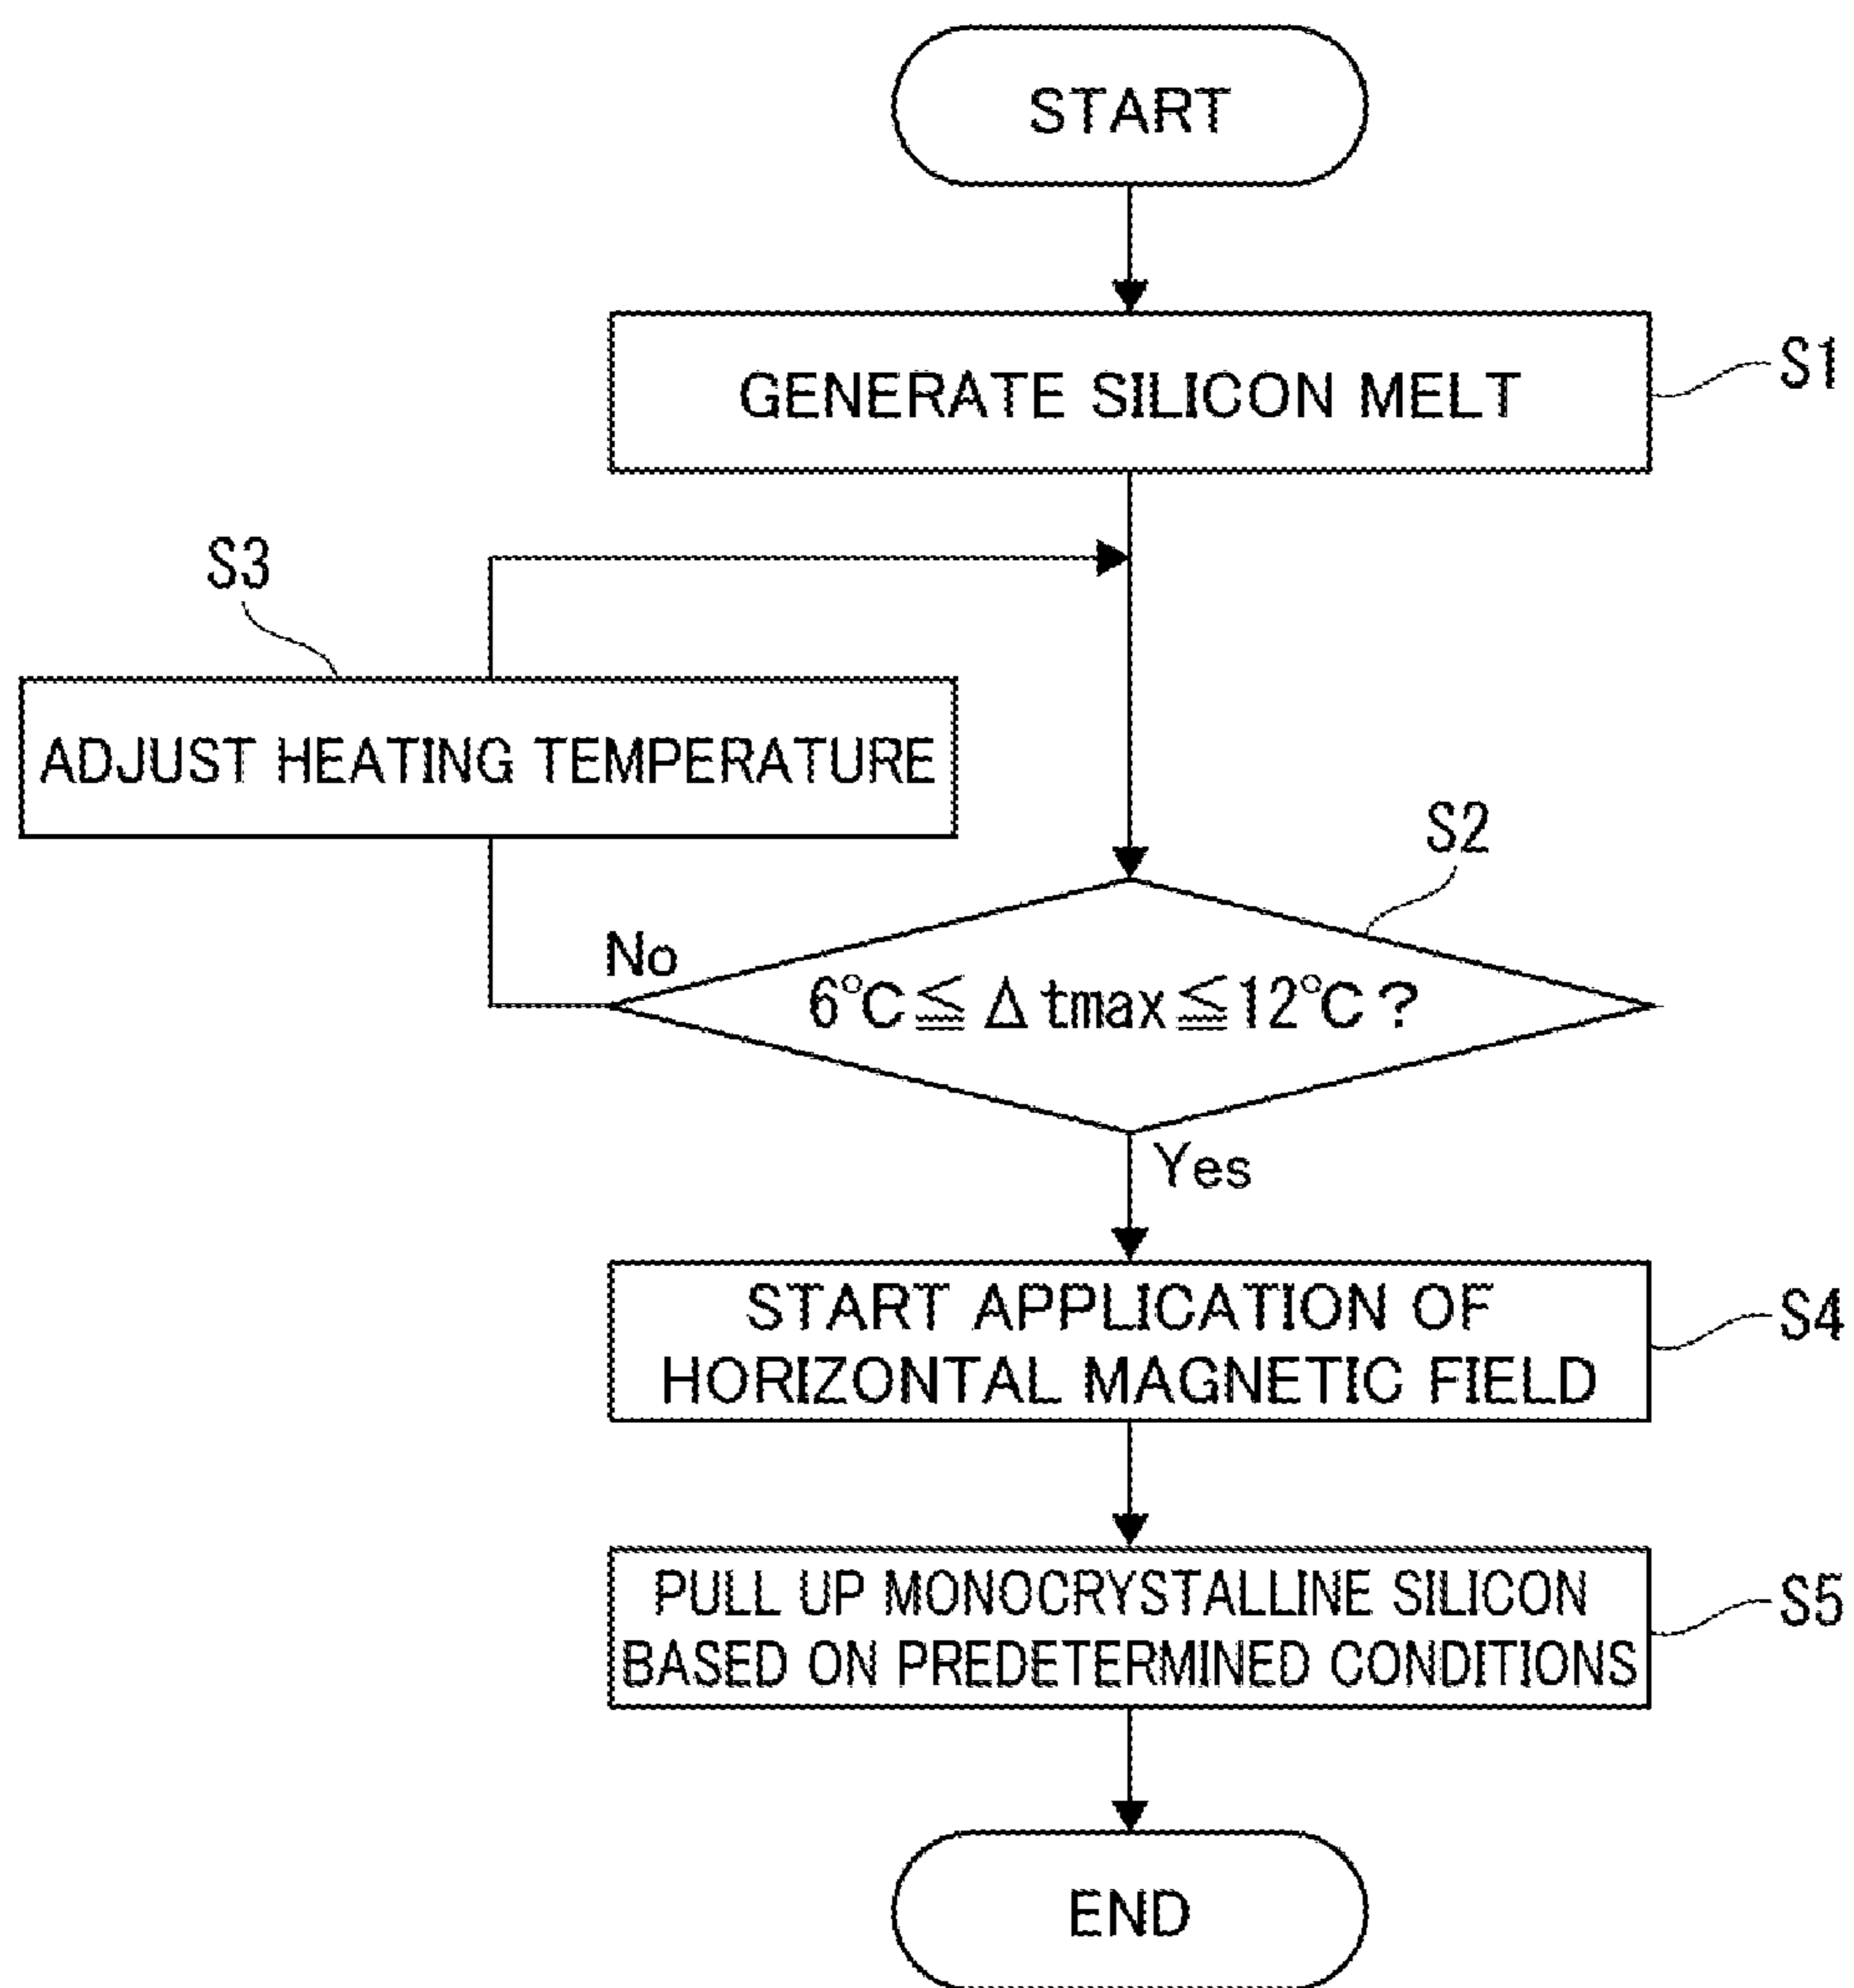 START
GENERATE SILICON MELT
S1
S3
ADJUST HEATING TEMPERATURE
S2
No
6℃≦Δtmax≦12℃?
Yes
START APPLICATION OF
HORIZONTAL MAGNETIC FIELD
S4
PULL UP MONOCRYSTALLINE SILICON
BASED ON PREDETERMINED CONDITIONS
S5
END